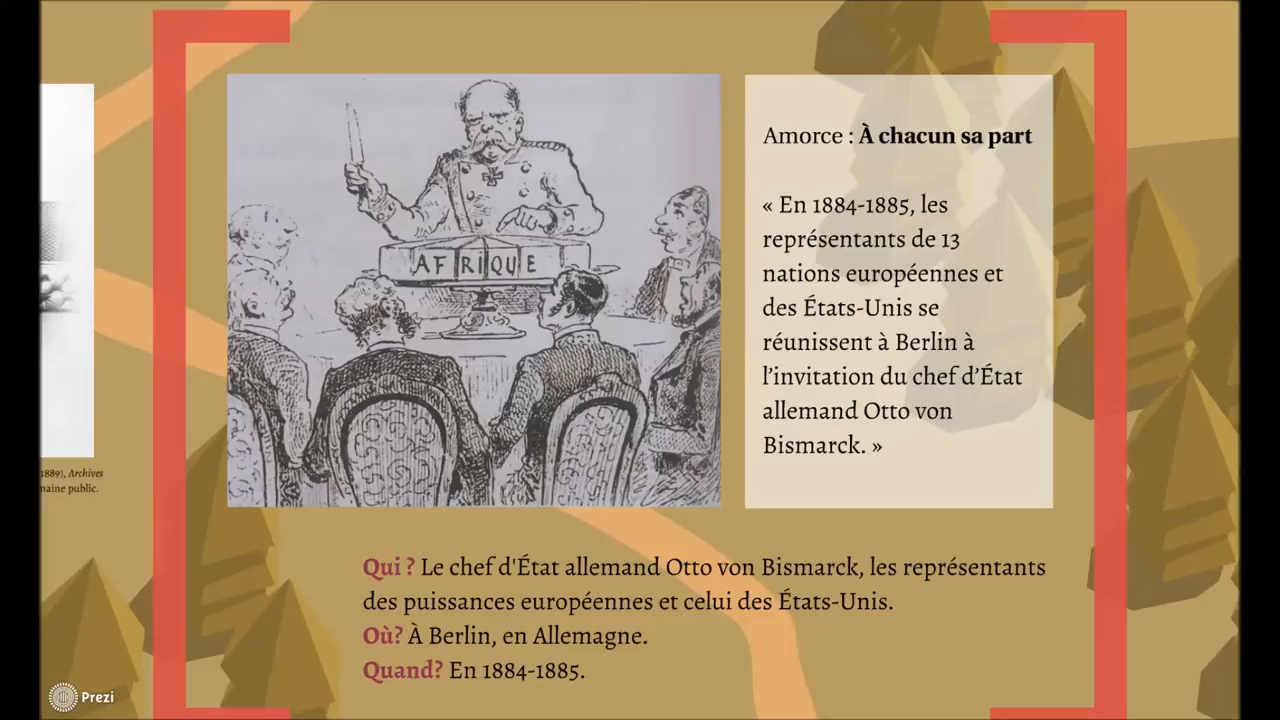 AFRIQUE
Amorce : À chacun sa part
« En 1884-1885, les
représentants de 13
nations européennes et
des États-Unis se
réunissent à Berlin à
l'invitation du chef d'État
allemand Otto von
Bismarck. »
1889), Archives
naine public.
Qui ? Le chef d'État allemand Otto von Bismarck, les représentants
des puissances européennes et celui des États-Unis.
Où? À Berlin, en Allemagne.
Quand? En 1884-1885.
Prezi